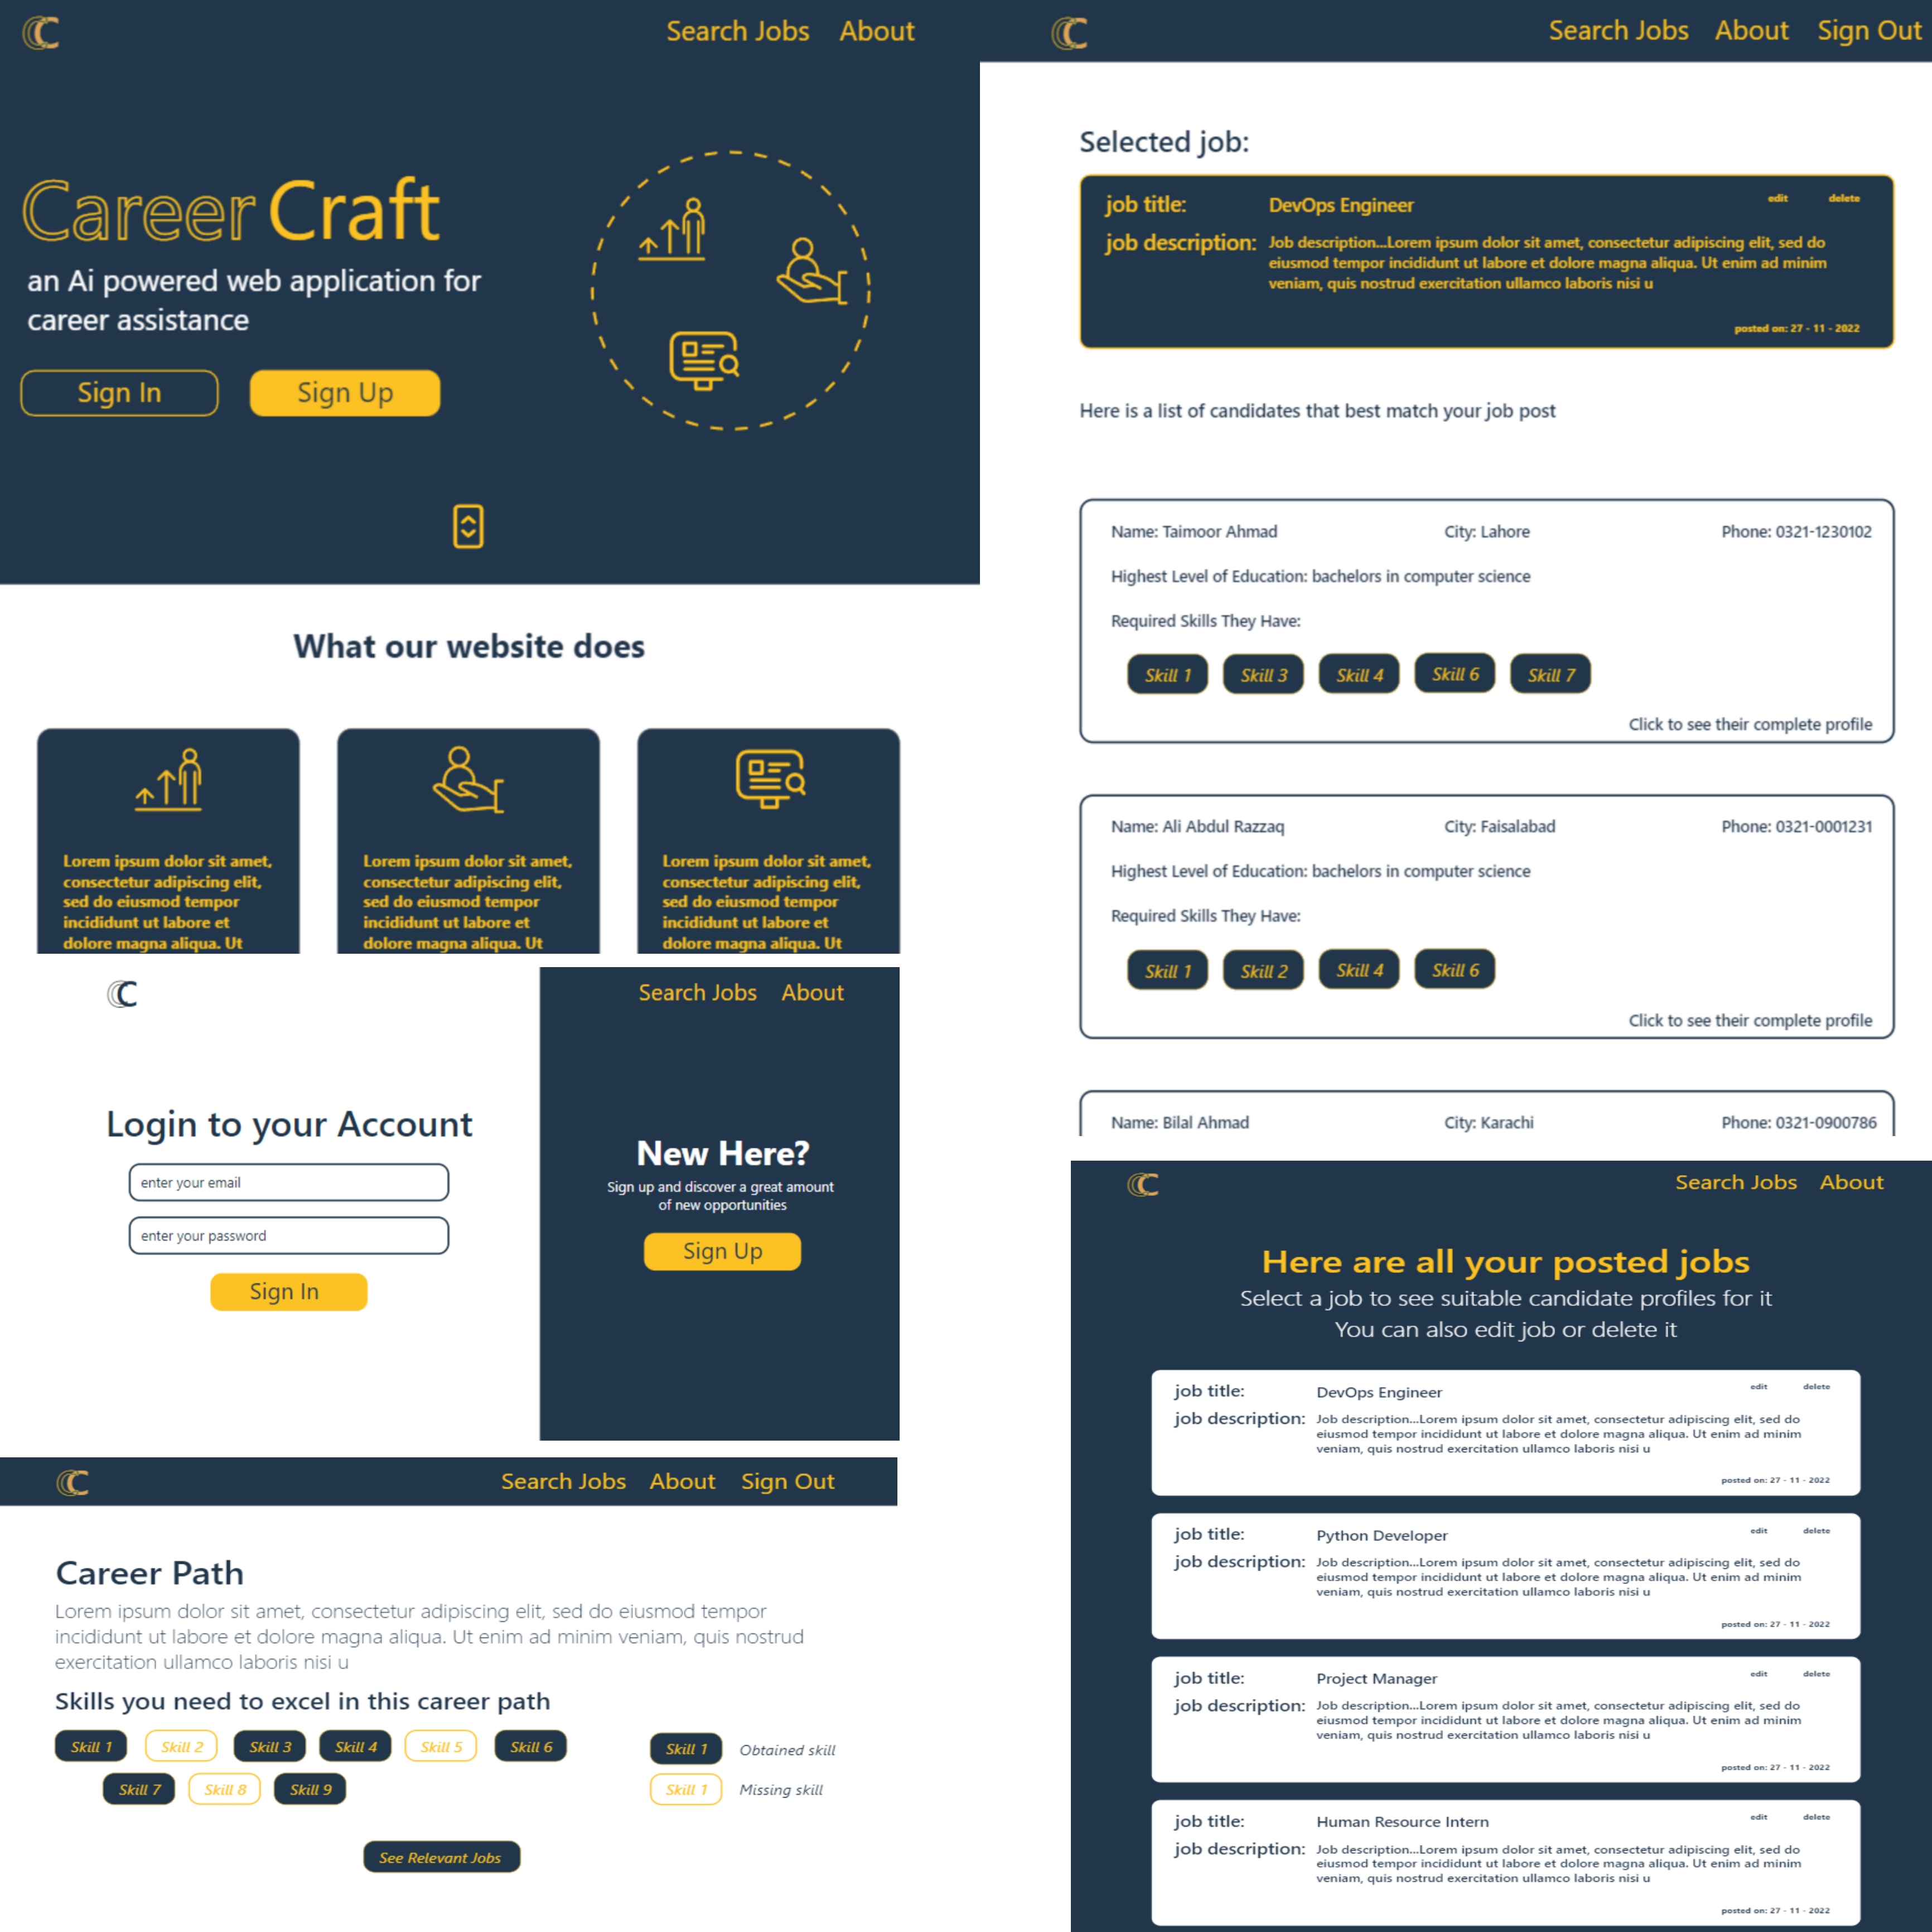 Search Jobs About
Career Craft
an Ai powered web application for
career assistance
Sign In Sign Up
What our website does
Lorem ipsum dolor sit amet,
consectetur adipiscing elit,
sed do eiusmod tempor
incididunt ut labore et
dolore magna aliqua. Ut
Lorem ipsum dolor sit amet,
consectetur adipiscing elit,
sed do eiusmod tempor
incididunt ut labore et
dolore magna aliqua. Ut
Lorem ipsum dolor sit amet,
consectetur adipiscing elit,
sed do eiusmod tempor
incididunt ut labore et
dolore magna aliqua. Ut
CC
Login to your Account
enter your email
enter your password
Sign In
Search Jobs About
New Here?
Sign up and discover a great amount
of new opportunities
Sign Up
CC
Search Jobs About Sign Out
Career Path
Lorem ipsum dolor sit amet, consectetur adipiscing elit, sed do eiusmod tempor
incididunt ut labore et dolore magna aliqua. Ut enim ad minim veniam, quis nostrud
exercitation ullamco laboris nisi u
Skills you need to excel in this career path
Skill 1 Skill 2 Skill 3 Skill 4 Skill 5 Skill 6
Skill 7 Skill 8 Skill 9
Skill 1 Obtained skill
Skill 1 Missing skill
See Relevant Jobs
CC
Search Jobs About Sign Out
Selected job:
job title: DevOps Engineer edit delete
job description: Job description...Lorem ipsum dolor sit amet, consectetur adipiscing elit, sed do
eiusmod tempor incididunt ut labore et dolore magna aliqua. Ut enim ad minim
veniam, quis nostrud exercitation ullamco laboris nisi u
posted on: 27 - 11 - 2022
Here is a list of candidates that best match your job post
Name: Taimoor Ahmad City: Lahore Phone: 0321-1230102
Highest Level of Education: bachelors in computer science
Required Skills They Have:
Skill 1 Skill 3 Skill 4 Skill 6 Skill 7
Click to see their complete profile
Name: Ali Abdul Razzaq City: Faisalabad Phone: 0321-0001231
Highest Level of Education: bachelors in computer science
Required Skills They Have:
Skill 1 Skill 2 Skill 4 Skill 6
Click to see their complete profile
Name: Bilal Ahmad City: Karachi Phone: 0321-0900786
CC
Search Jobs About
Here are all your posted jobs
Select a job to see suitable candidate profiles for it
You can also edit job or delete it
job title: DevOps Engineer edit delete
job description: Job description...Lorem ipsum dolor sit amet, consectetur adipiscing elit, sed do
eiusmod tempor incididunt ut labore et dolore magna aliqua. Ut enim ad minim
veniam, quis nostrud exercitation ullamco laboris nisi u
posted on: 27 - 11 - 2022
job title: Python Developer edit delete
job description: Job description...Lorem ipsum dolor sit amet, consectetur adipiscing elit, sed do
eiusmod tempor incididunt ut labore et dolore magna aliqua. Ut enim ad minim
veniam, quis nostrud exercitation ullamco laboris nisi u
posted on: 27 - 11 - 2022
job title: Project Manager edit delete
job description: Job description...Lorem ipsum dolor sit amet, consectetur adipiscing elit, sed do
eiusmod tempor incididunt ut labore et dolore magna aliqua. Ut enim ad minim
veniam, quis nostrud exercitation ullamco laboris nisi u
posted on: 27 - 11 - 2022
job title: Human Resource Intern edit delete
job description: Job description...Lorem ipsum dolor sit amet, consectetur adipiscing elit, sed do
eiusmod tempor incididunt ut labore et dolore magna aliqua. Ut enim ad minim
veniam, quis nostrud exercitation ullamco laboris nisi u
posted on: 27 - 11 - 2022